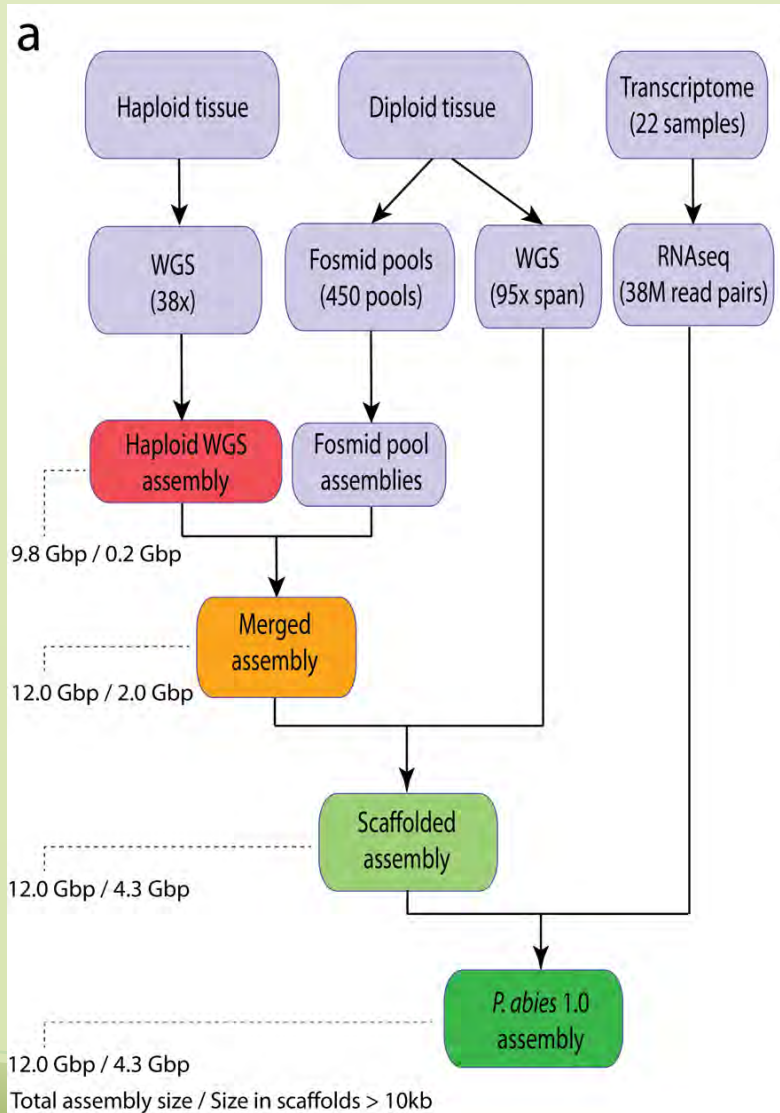 a
Haploid tissue
Diploid tissue
Transcriptome
(22 samples)
WGS
(38x)
Fosmid pools
(450 pools)
WGS
(95x span)
RNAseq
(38M read pairs)
Haploid WGS
assembly
Fosmid pool
assemblies
9.8 Gbp / 0.2 Gbp
Merged
assembly
12.0 Gbp / 2.0 Gbp
Scaffolded
assembly
12.0 Gbp / 4.3 Gbp
P. abies 1.0
assembly
12.0 Gbp / 4.3 Gbp
Total assembly size / Size in scaffolds > 10kb